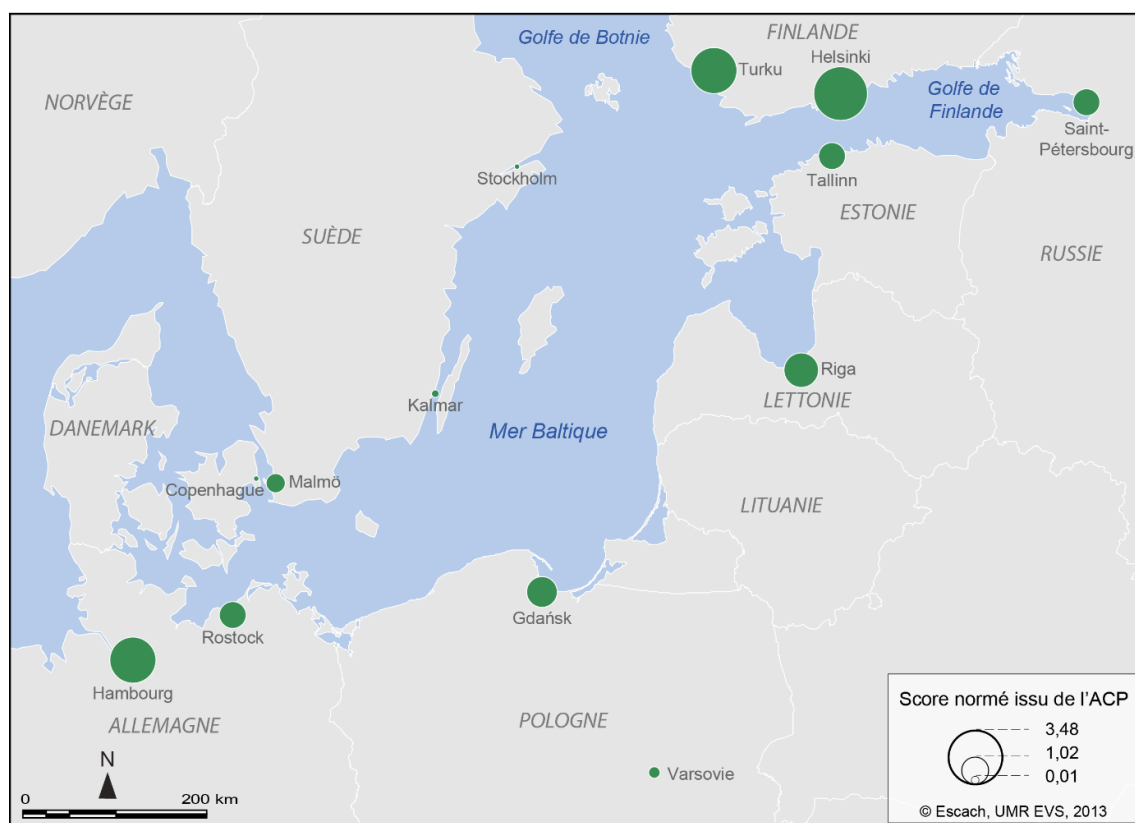 Golfe de Botnie
FINLANDE
Helsinki
Turku
NORVÈGE
Golfe de
Finlande
Saint-
Pétersbourg
Stockholm
Tallinn
ESTONIE
SUÈDE
RUSSIE
Riga
LETTONIE
Kalmar
Mer Baltique
DANEMARK
Copenhague
Malmö
LITUANIE
Gdańsk
Rostock
Hambourg
ALLEMAGNE
POLOGNE
Varsovie
N
0
200 km
Score normé issu de l'ACP
3,48
1,02
0,01
© Escach, UMR EVS, 2013